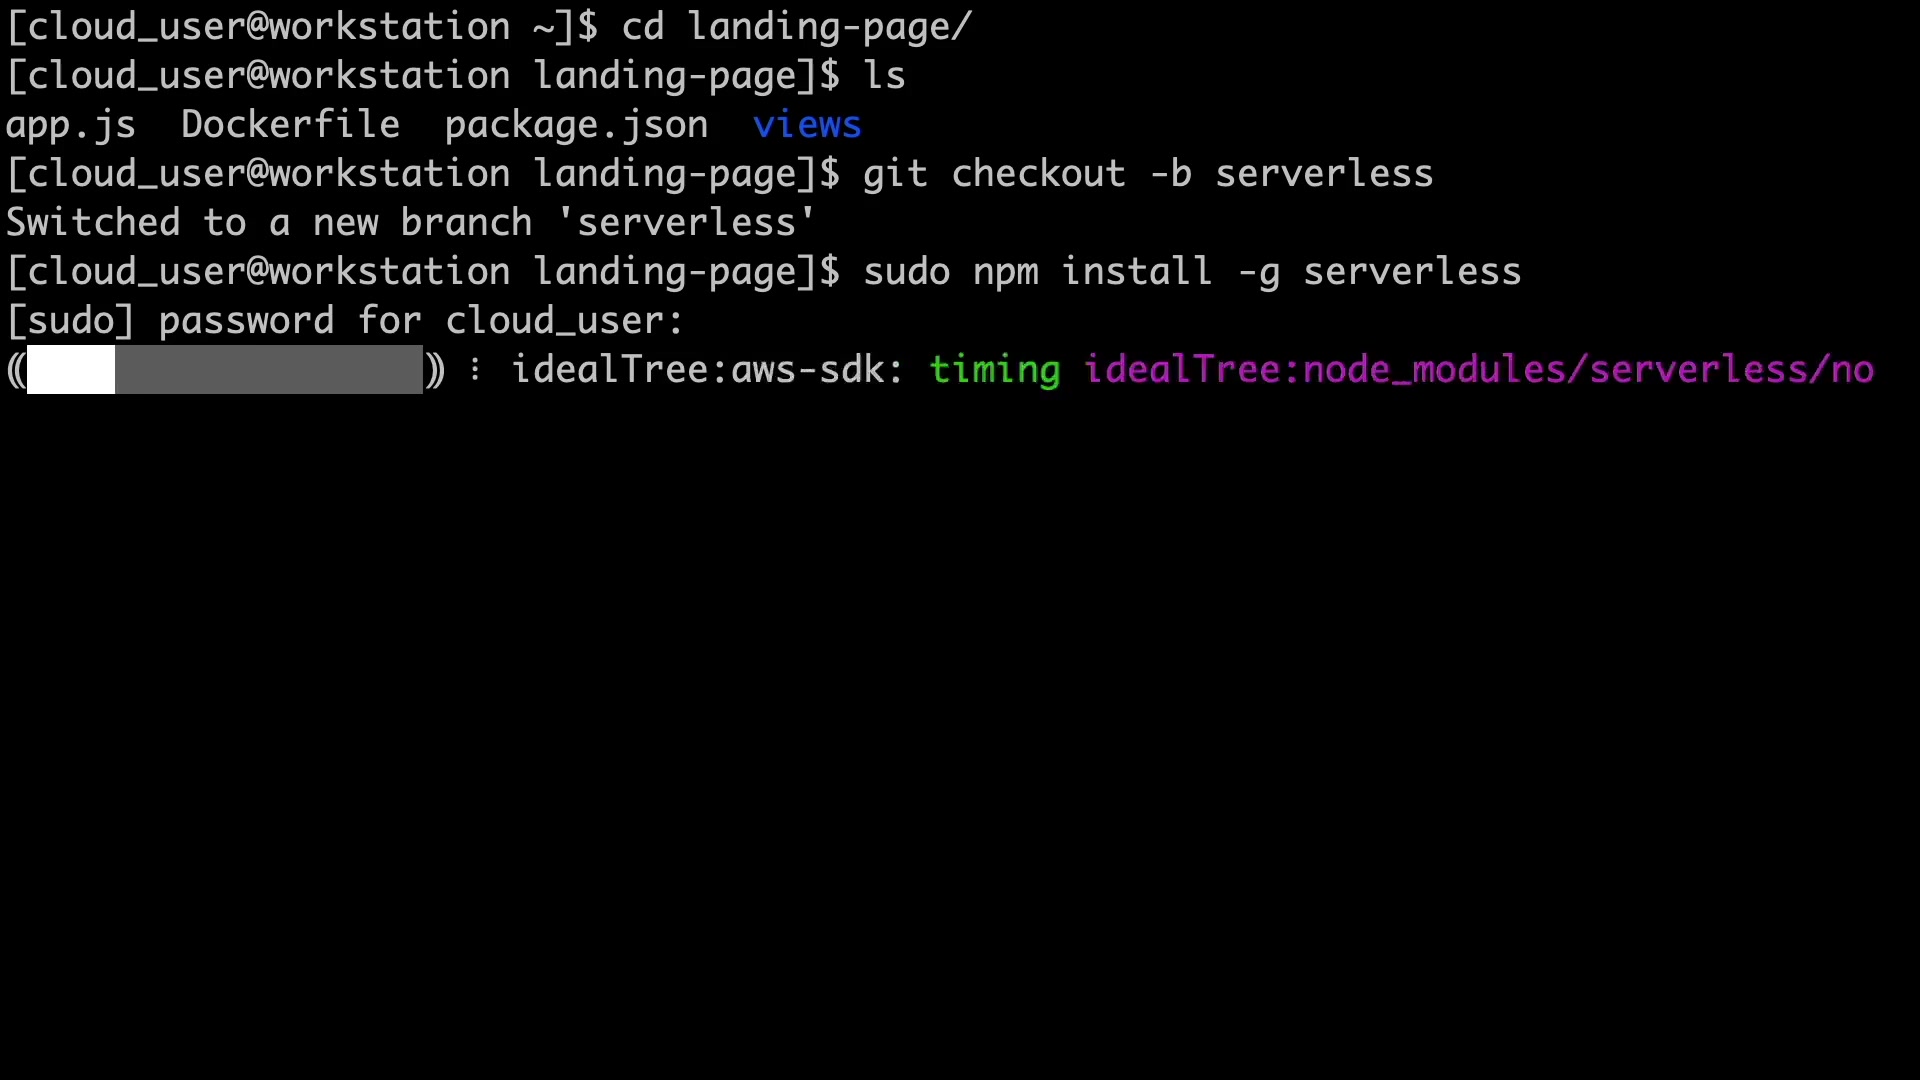 [cloud_user@workstation ~]$ cd landing-page/
[cloud_user@workstation landing-page]$ ls
app.js  Dockerfile  package.json  views
[cloud_user@workstation landing-page]$ git checkout -b serverless
Switched to a new branch 'serverless'
[cloud_user@workstation landing-page]$ sudo npm install -g serverless
[sudo] password for cloud_user:
(( )) ⸽ idealTree:aws-sdk: timing idealTree:node_modules/serverless/no